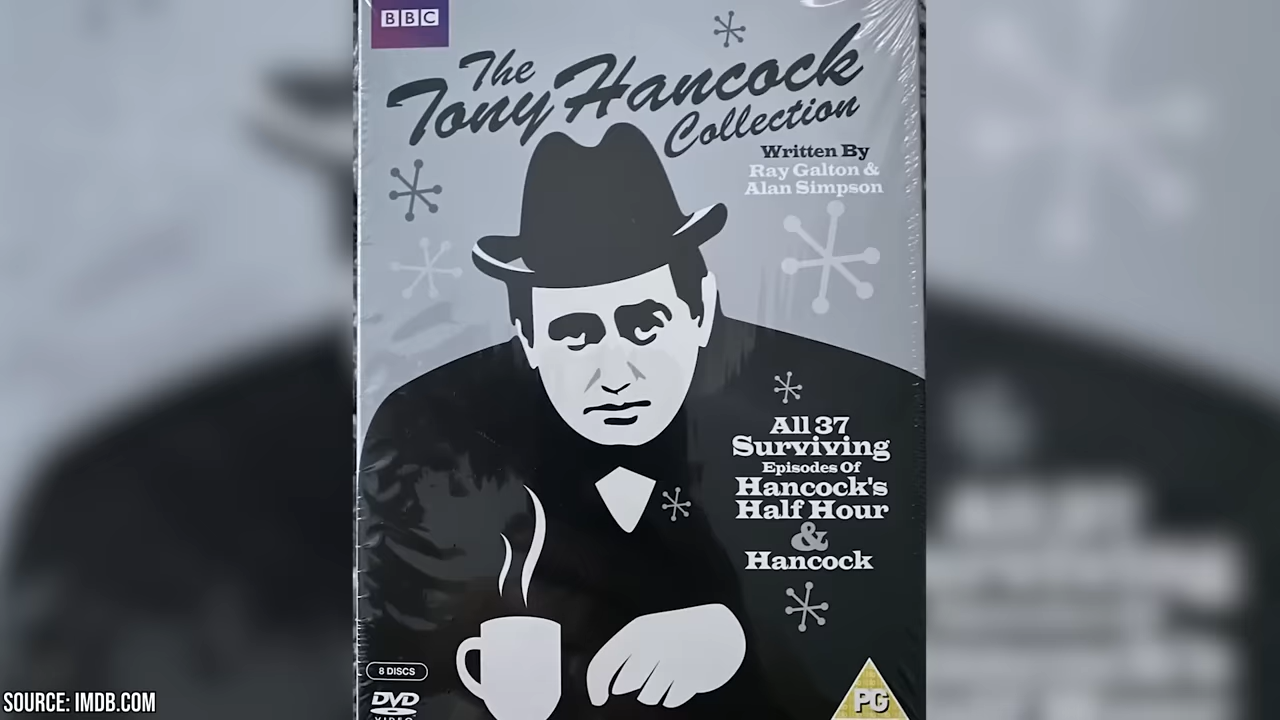 BBC
The
Tony Hancock
Collection
Written By
Ray Galton &
Alan Simpson
All 37
Surviving
Episodes Of
Hancock's
Half Hour
&
Hancock
8 DISCS
DVD
VIDEO
PG
SOURCE: IMDB.COM